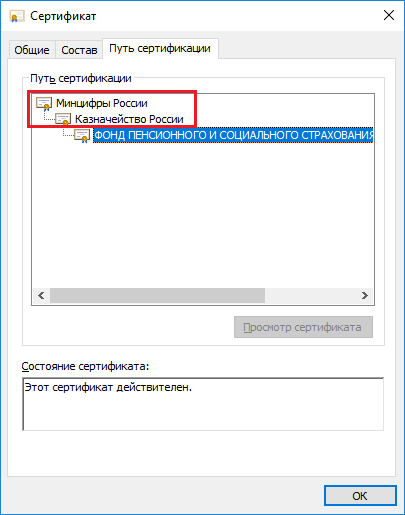 Сертификат
Общие Состав Путь сертификации
Путь сертификации
Минцифры России
Казначейство России
ФОНД ПЕНСИОННОГО И СОЦИАЛЬНОГО СТРАХОВАНИЯ
Просмотр сертификата
Состояние сертификата:
Этот сертификат действителен.
ОК